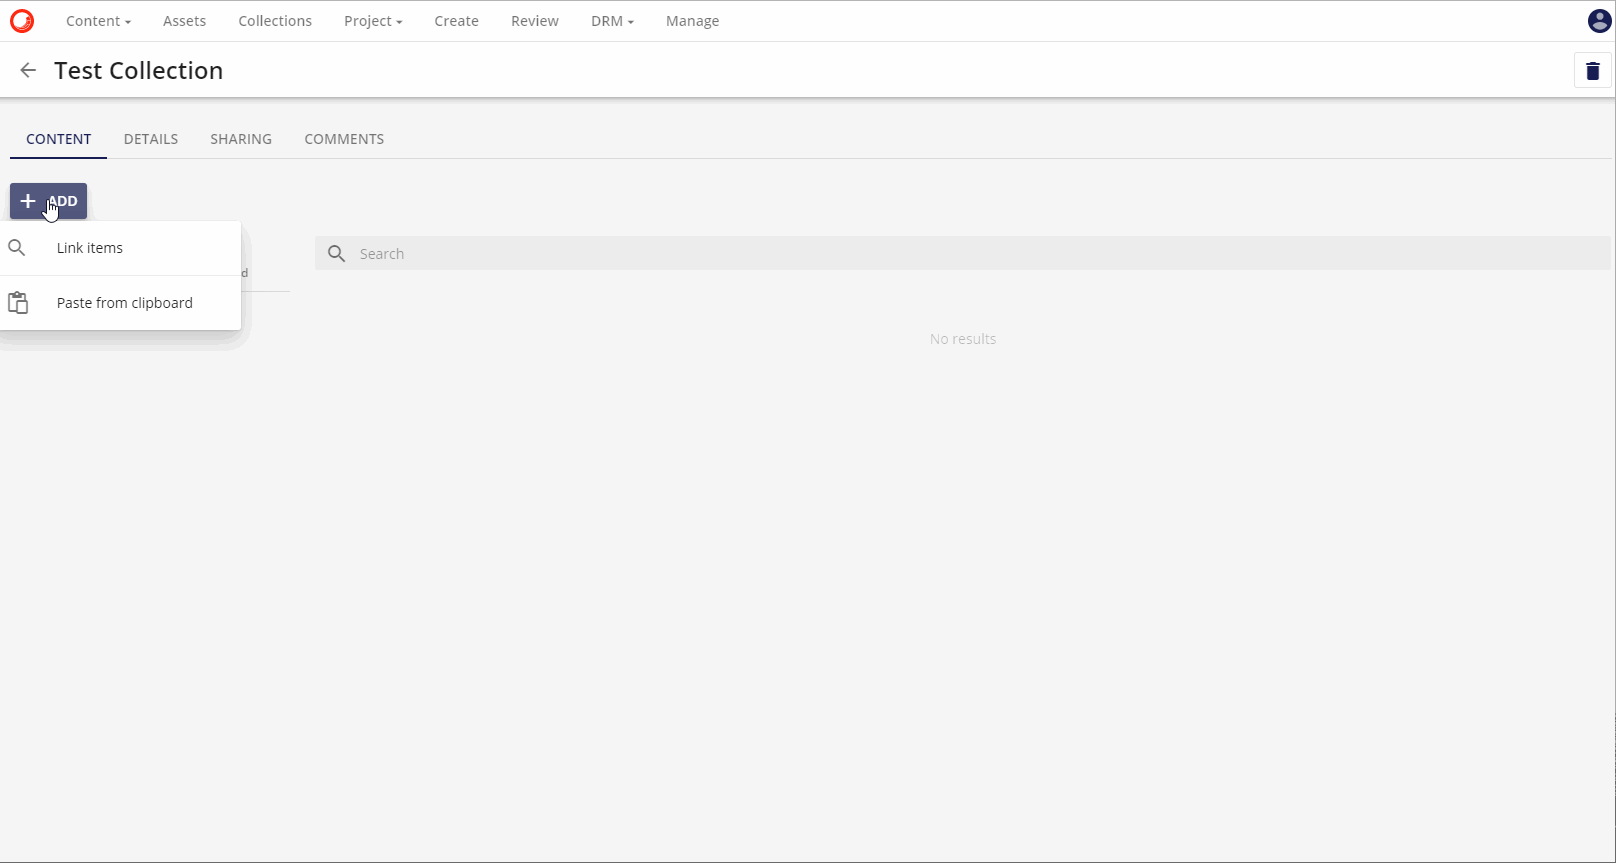 Content Assets Collections Project Create Review DRM Manage
Test Collection
CONTENT DETAILS SHARING COMMENTS
ADD
Link items
Search
d
Paste from clipboard
No results